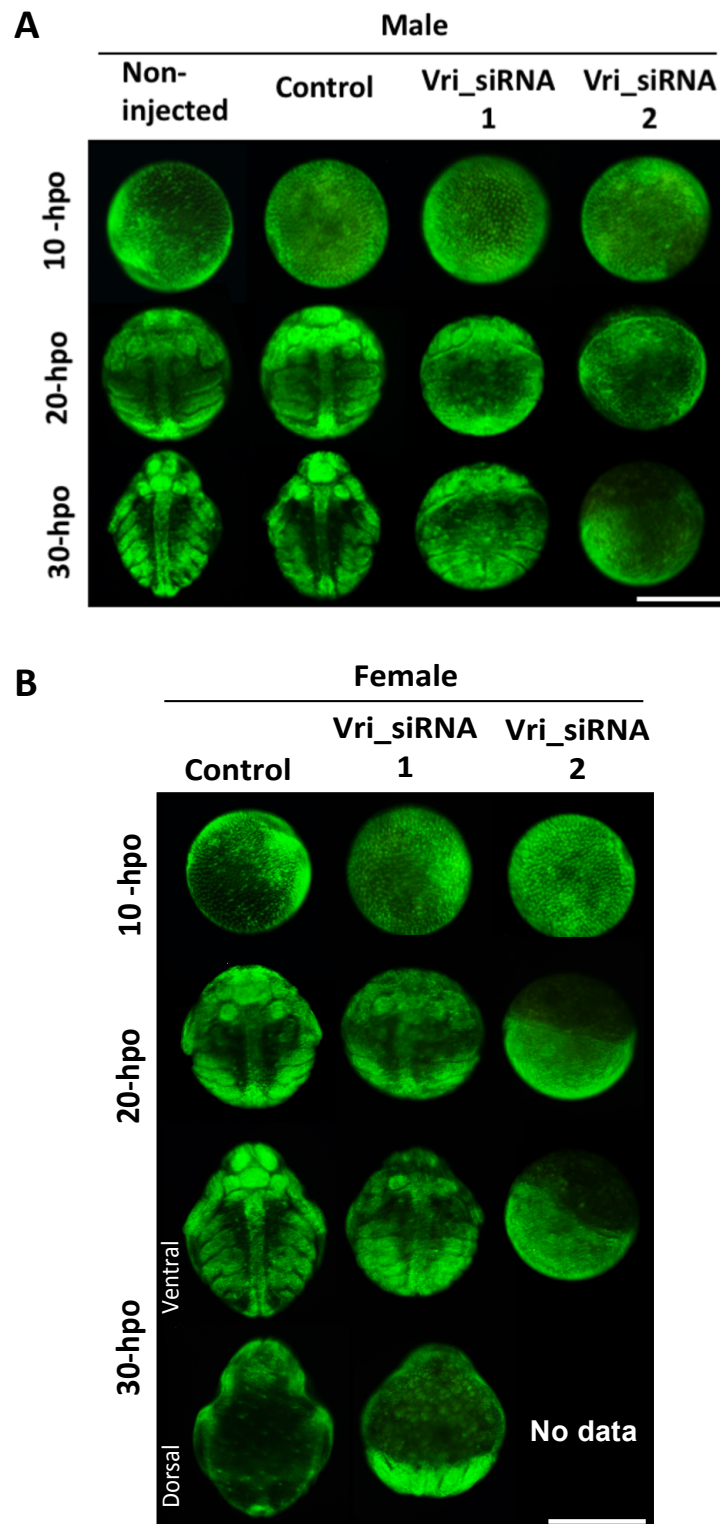 A
Male
Non-
injected
Control
Vri_siRNA
1
Vri_siRNA
2
10 -hpo
20-hpo
30-hpo
B
Female
Control
Vri_siRNA
1
Vri_siRNA
2
10 -hpo
20-hpo
30-hpo
Ventral
Dorsal
No data